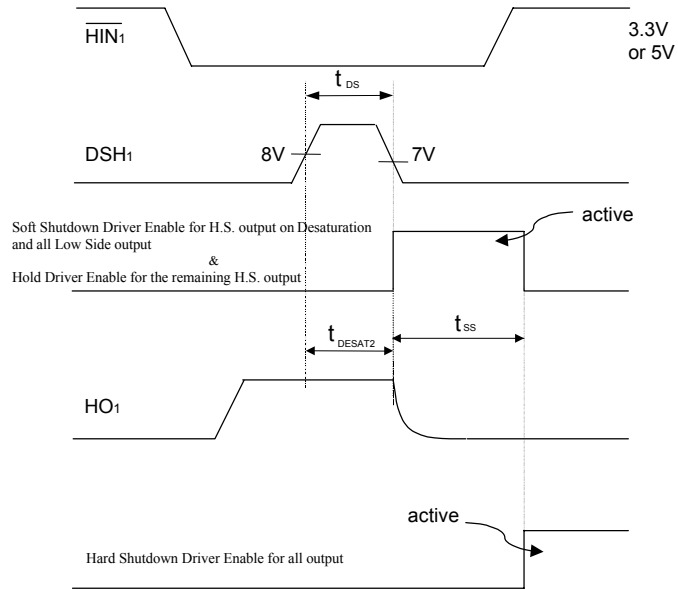 HIN1
3.3V
or 5V
tDS
DSH1
8V
7V
active
Soft Shutdown Driver Enable for H.S. output on Desaturation
and all Low Side output
&
Hold Driver Enable for the remaining H.S. output
tDESAT2
tSS
HO1
active
Hard Shutdown Driver Enable for all output